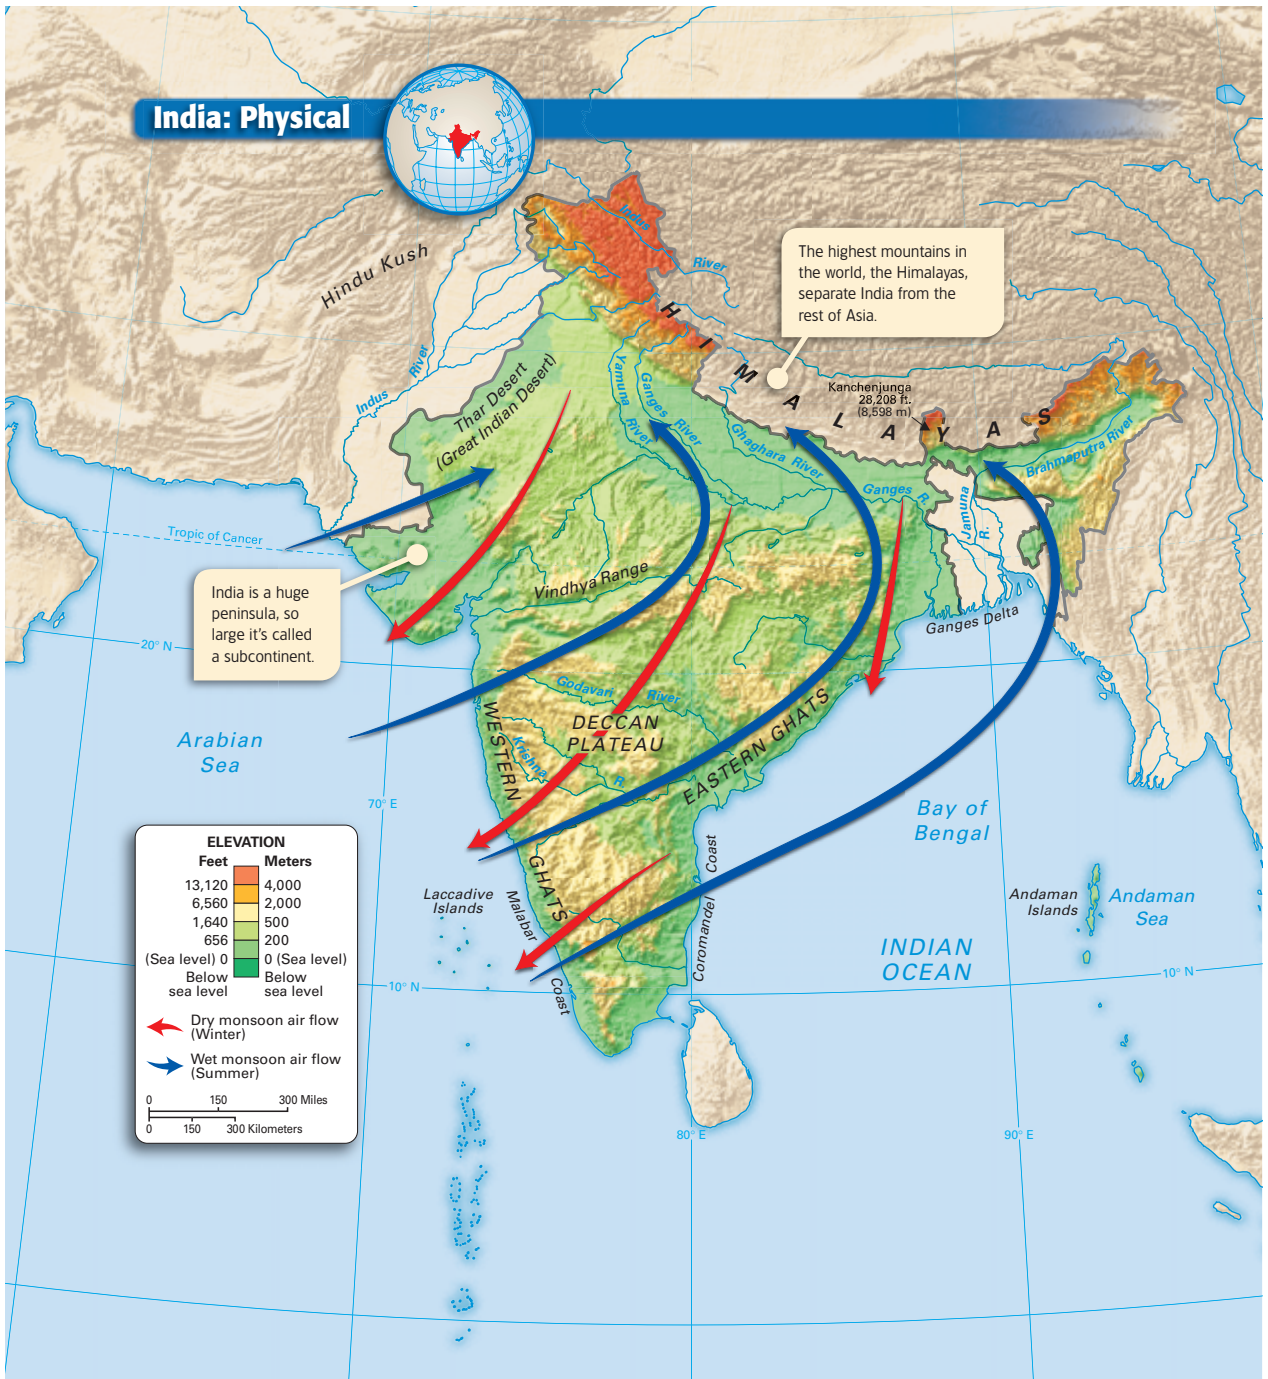 India: Physical
Indus
River
Hindu Kush
The highest mountains in
the world, the Himalayas,
separate India from the
rest of Asia.
HIMALAYAS
Kanchenjunga
28,208 ft.
(8,598 m)
Indus River
Thar Desert
(Great Indian Desert)
Yamuna River
Ganges River
Ghaghara River
Ganges R.
Brahmaputra River
Jamuna R.
Tropic of Cancer
India is a huge
peninsula, so
large it's called
a subcontinent.
Vindhya Range
Ganges Delta
20° N
Godavari River
DECCAN
PLATEAU
WESTERN GHATS
Krishna R.
EASTERN GHATS
Arabian
Sea
70° E
Bay of
Bengal
Laccadive
Islands
Malabar Coast
Coromandel Coast
Andaman
Islands
Andaman
Sea
INDIAN
OCEAN
10° N
10° N
80° E
90° E
ELEVATION
Feet Meters
13,120 4,000
6,560 2,000
1,640 500
656 200
(Sea level) 0 0 (Sea level)
Below Below
sea level sea level
Dry monsoon air flow
(Winter)
Wet monsoon air flow
(Summer)
0 150 300 Miles
0 150 300 Kilometers